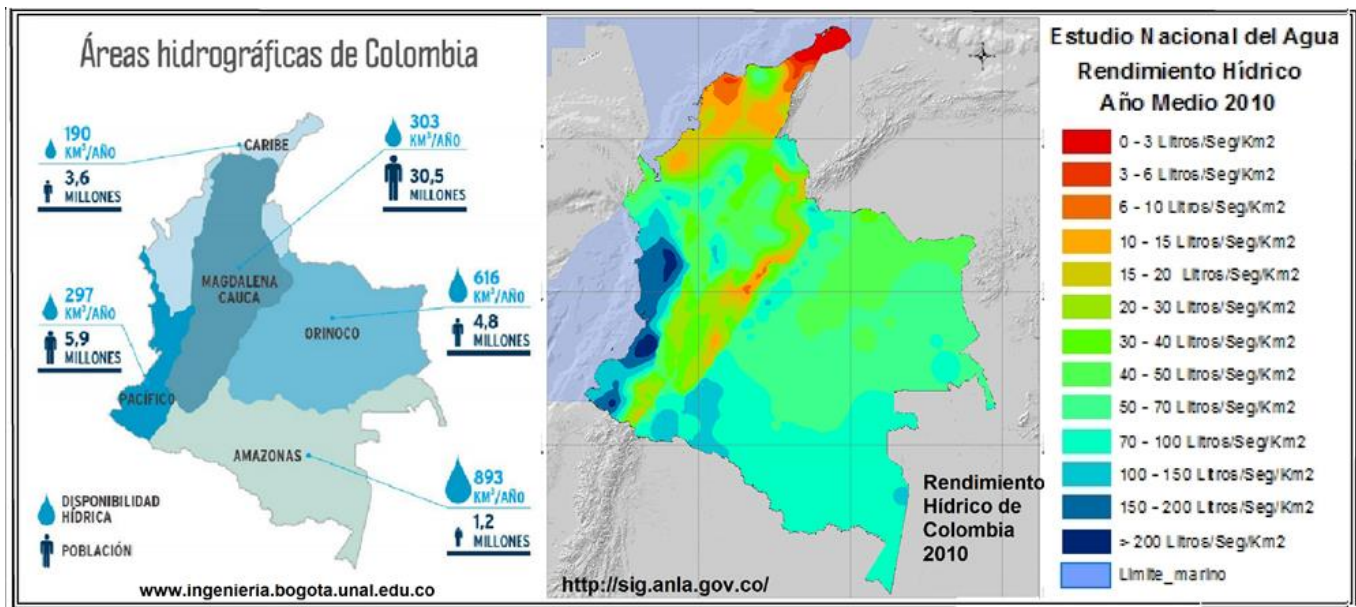 Áreas hidrográficas de Colombia
190
KM³/AÑO
3,6
MILLONES
CARIBE
303
KM³/AÑO
30,5
MILLONES
MAGDALENA
CAUCA
297
KM³/AÑO
5,9
MILLONES
PACÍFICO
616
KM³/AÑO
4,8
MILLONES
ORINOCO
AMAZONAS
893
KM³/AÑO
1,2
MILLONES
DISPONIBILIDAD
HÍDRICA
POBLACIÓN
www.ingenieria.bogota.unal.edu.co
Rendimiento
Hídrico de
Colombia
2010
http://sig.anla.gov.co/
Estudio Nacional del Agua
Rendimiento Hídrico
Año Medio 2010
0 - 3 Litros/Seg/Km2
3 - 6 Litros/Seg/Km2
6 - 10 Litros/Seg/Km2
10 - 15 Litros/Seg/Km2
15 - 20 Litros/Seg/Km2
20 - 30 Litros/Seg/Km2
30 - 40 Litros/Seg/Km2
40 - 50 Litros/Seg/Km2
50 - 70 Litros/Seg/Km2
70 - 100 Litros/Seg/Km2
100 - 150 Litros/Seg/Km2
150 - 200 Litros/Seg/Km2
> 200 Litros/Seg/Km2
Limite_marino